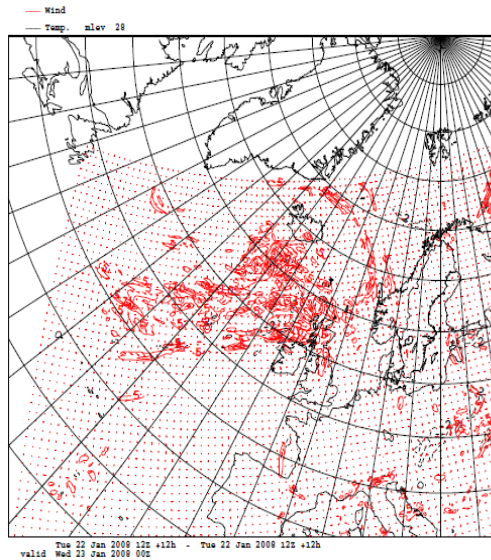 Wind
Temp. mlev 28
Tue 22 Jan 2008 12Z +12h - Tue 22 Jan 2008 12Z +12h
valid Wed 23 Jan 2008 00Z